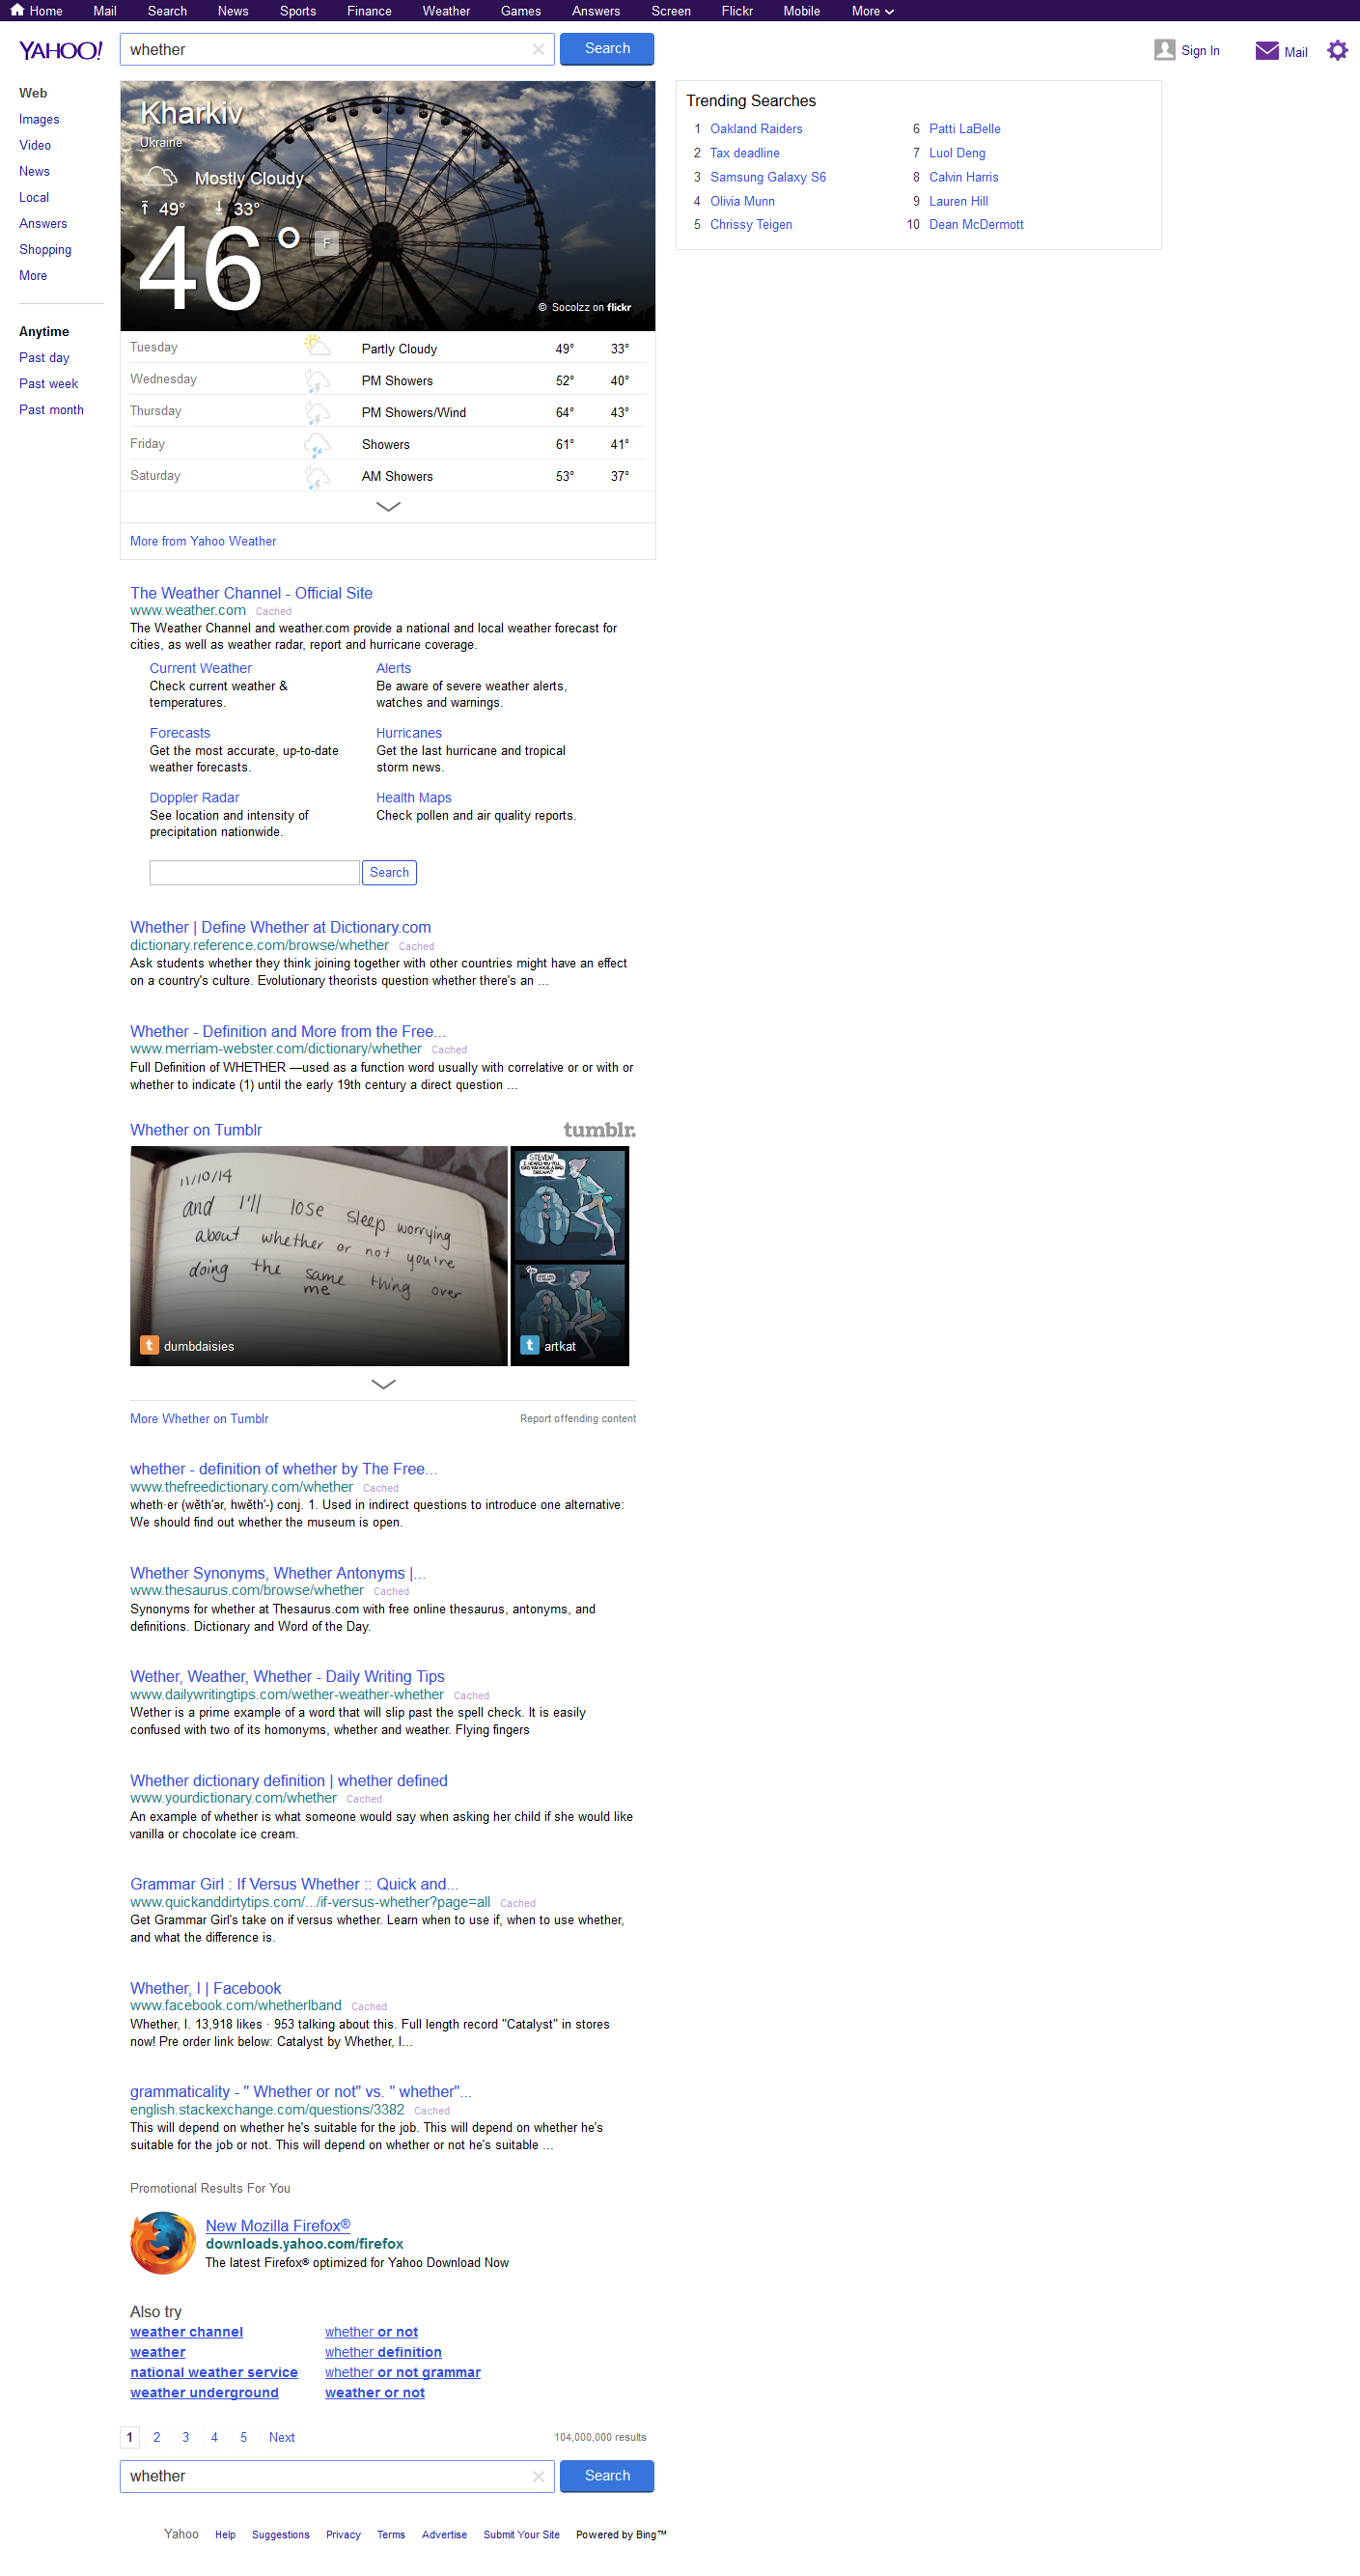 Home Mail Search News Sports Finance Weather Games Answers Screen Flickr Mobile More
YAHOO!
whether
Search
Sign In
Mail
Web
Images
Video
News
Local
Answers
Shopping
More
Anytime
Past day
Past week
Past month
Kharkiv
Ukraine
Mostly Cloudy
49° 33°
46° F
© Socolzz on flickr
Tuesday Partly Cloudy 49° 33°
Wednesday PM Showers 52° 40°
Thursday PM Showers/Wind 64° 43°
Friday Showers 61° 41°
Saturday AM Showers 53° 37°
More from Yahoo Weather
Trending Searches
1 Oakland Raiders
2 Tax deadline
3 Samsung Galaxy S6
4 Olivia Munn
5 Chrissy Teigen
6 Patti LaBelle
7 Luol Deng
8 Calvin Harris
9 Lauren Hill
10 Dean McDermott
The Weather Channel - Official Site
www.weather.com Cached
The Weather Channel and weather.com provide a national and local weather forecast for
cities, as well as weather radar, report and hurricane coverage.
Current Weather
Check current weather &
temperatures.
Alerts
Be aware of severe weather alerts,
watches and warnings.
Forecasts
Get the most accurate, up-to-date
weather forecasts.
Hurricanes
Get the last hurricane and tropical
storm news.
Doppler Radar
See location and intensity of
precipitation nationwide.
Health Maps
Check pollen and air quality reports.
Search
Whether | Define Whether at Dictionary.com
dictionary.reference.com/browse/whether Cached
Ask students whether they think joining together with other countries might have an effect
on a country's culture. Evolutionary theorists question whether there's an ...
Whether - Definition and More from the Free...
www.merriam-webster.com/dictionary/whether Cached
Full Definition of WHETHER —used as a function word usually with correlative or or with or
whether to indicate (1) until the early 19th century a direct question ...
Whether on Tumblr
tumblr.
11/10/14
and I'll lose sleep worrying
about whether or not you're
doing the same thing over
me
dumbdaisies
STEVEN!
I HEARD YOU
HAD A BAD
DREAM?
artkat
More Whether on Tumblr
Report offending content
whether - definition of whether by The Free...
www.thefreedictionary.com/whether Cached
wheth·er (wĕth′ər, hwĕth′-) conj. 1. Used in indirect questions to introduce one alternative:
We should find out whether the museum is open.
Whether Synonyms, Whether Antonyms |...
www.thesaurus.com/browse/whether Cached
Synonyms for whether at Thesaurus.com with free online thesaurus, antonyms, and
definitions. Dictionary and Word of the Day.
Wether, Weather, Whether - Daily Writing Tips
www.dailywritingtips.com/wether-weather-whether Cached
Wether is a prime example of a word that will slip past the spell check. It is easily
confused with two of its homonyms, whether and weather. Flying fingers
Whether dictionary definition | whether defined
www.yourdictionary.com/whether Cached
An example of whether is what someone would say when asking her child if she would like
vanilla or chocolate ice cream.
Grammar Girl : If Versus Whether :: Quick and...
www.quickanddirtytips.com/.../if-versus-whether?page=all Cached
Get Grammar Girl's take on if versus whether. Learn when to use if, when to use whether,
and what the difference is.
Whether, I | Facebook
www.facebook.com/whetherIband Cached
Whether, I. 13,918 likes · 953 talking about this. Full length record "Catalyst" in stores
now! Pre order link below: Catalyst by Whether, I...
grammaticality - " Whether or not" vs. " whether"...
english.stackexchange.com/questions/3382 Cached
This will depend on whether he's suitable for the job. This will depend on whether he's
suitable for the job or not. This will depend on whether or not he's suitable ...
Promotional Results For You
New Mozilla Firefox®
downloads.yahoo.com/firefox
The latest Firefox® optimized for Yahoo Download Now
Also try
weather channel
weather
national weather service
weather underground
whether or not
whether definition
whether or not grammar
weather or not
1 2 3 4 5 Next
104,000,000 results
whether
Search
Yahoo Help Suggestions Privacy Terms Advertise Submit Your Site Powered by Bing™